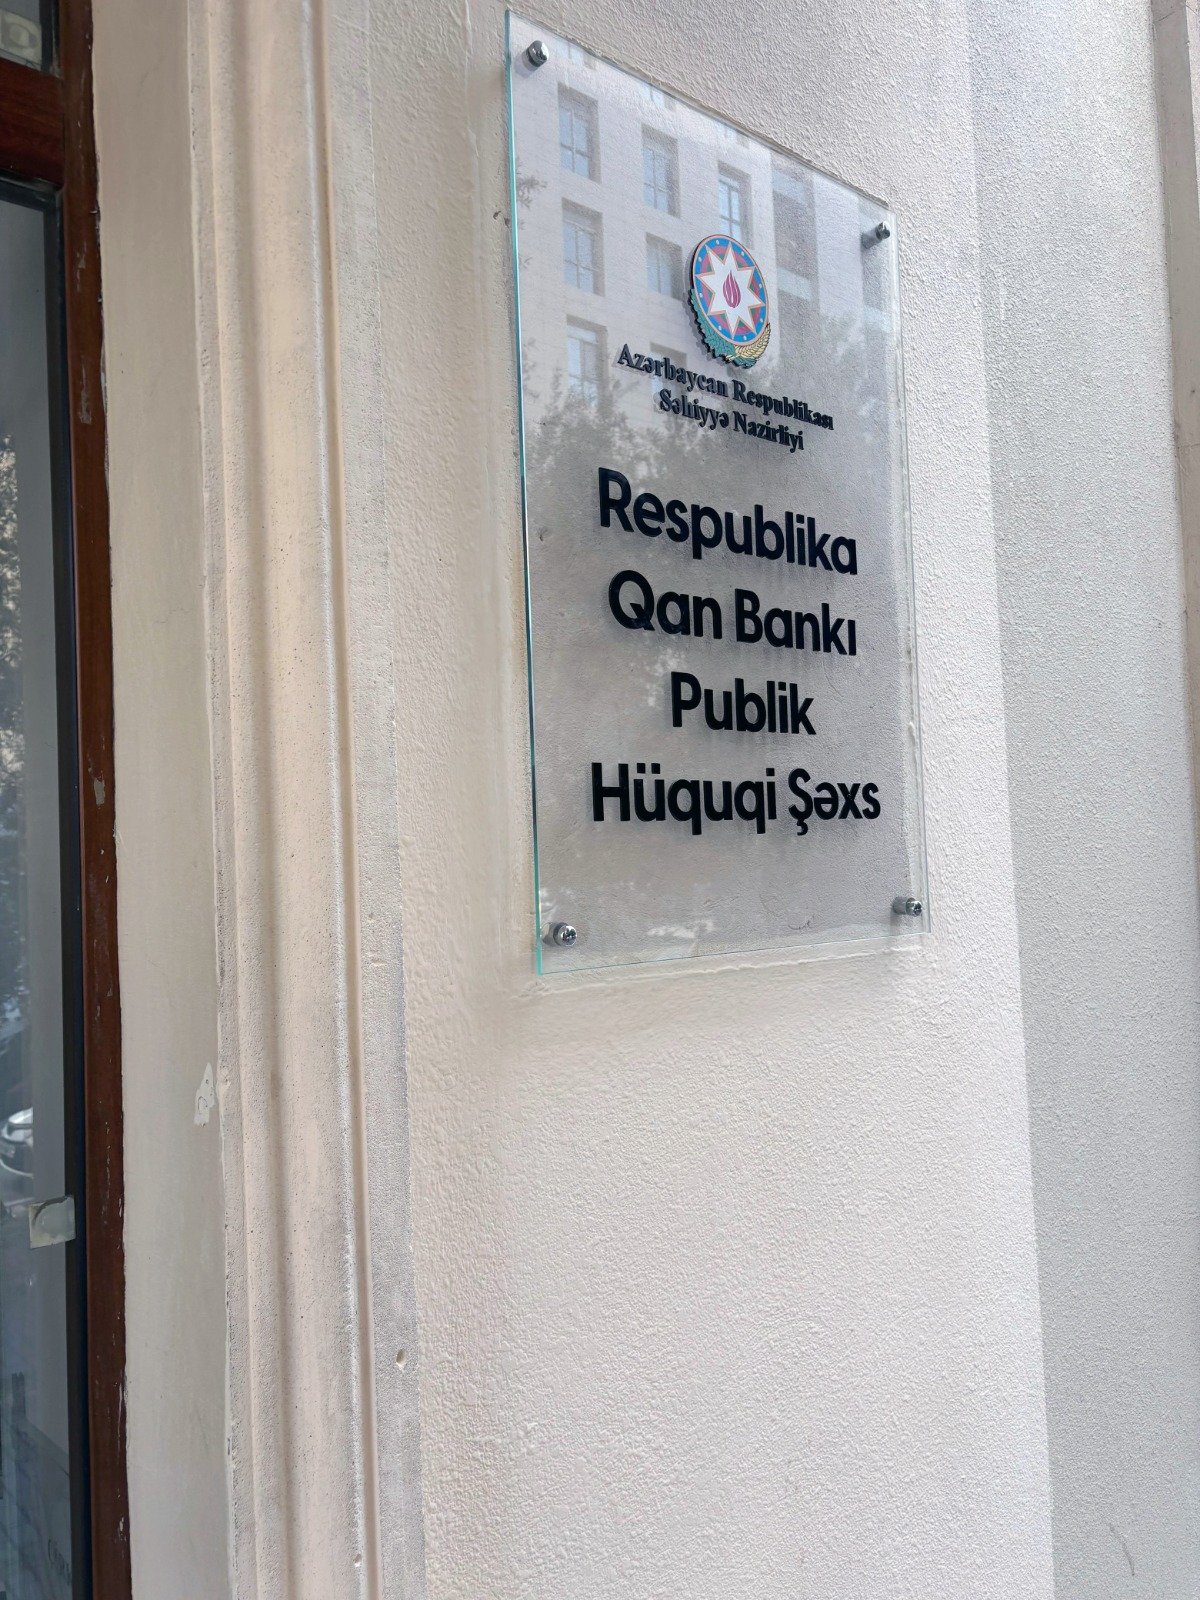 Azərbaycan Respublikası
Səhiyyə Nazirliyi
Respublika
Qan Bankı
Publik
Hüquqi Şəxs